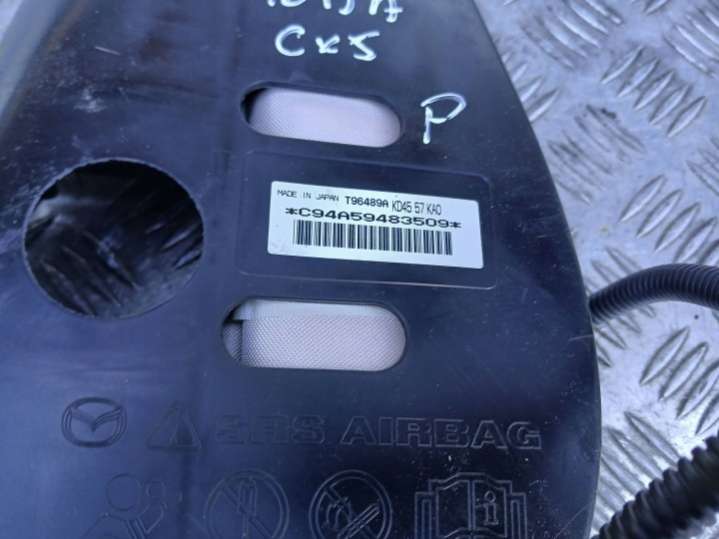 CX5
P
MADE IN JAPAN T96489A KD45 57 KA0
*C94A59483509*
SRS AIRBAG
i